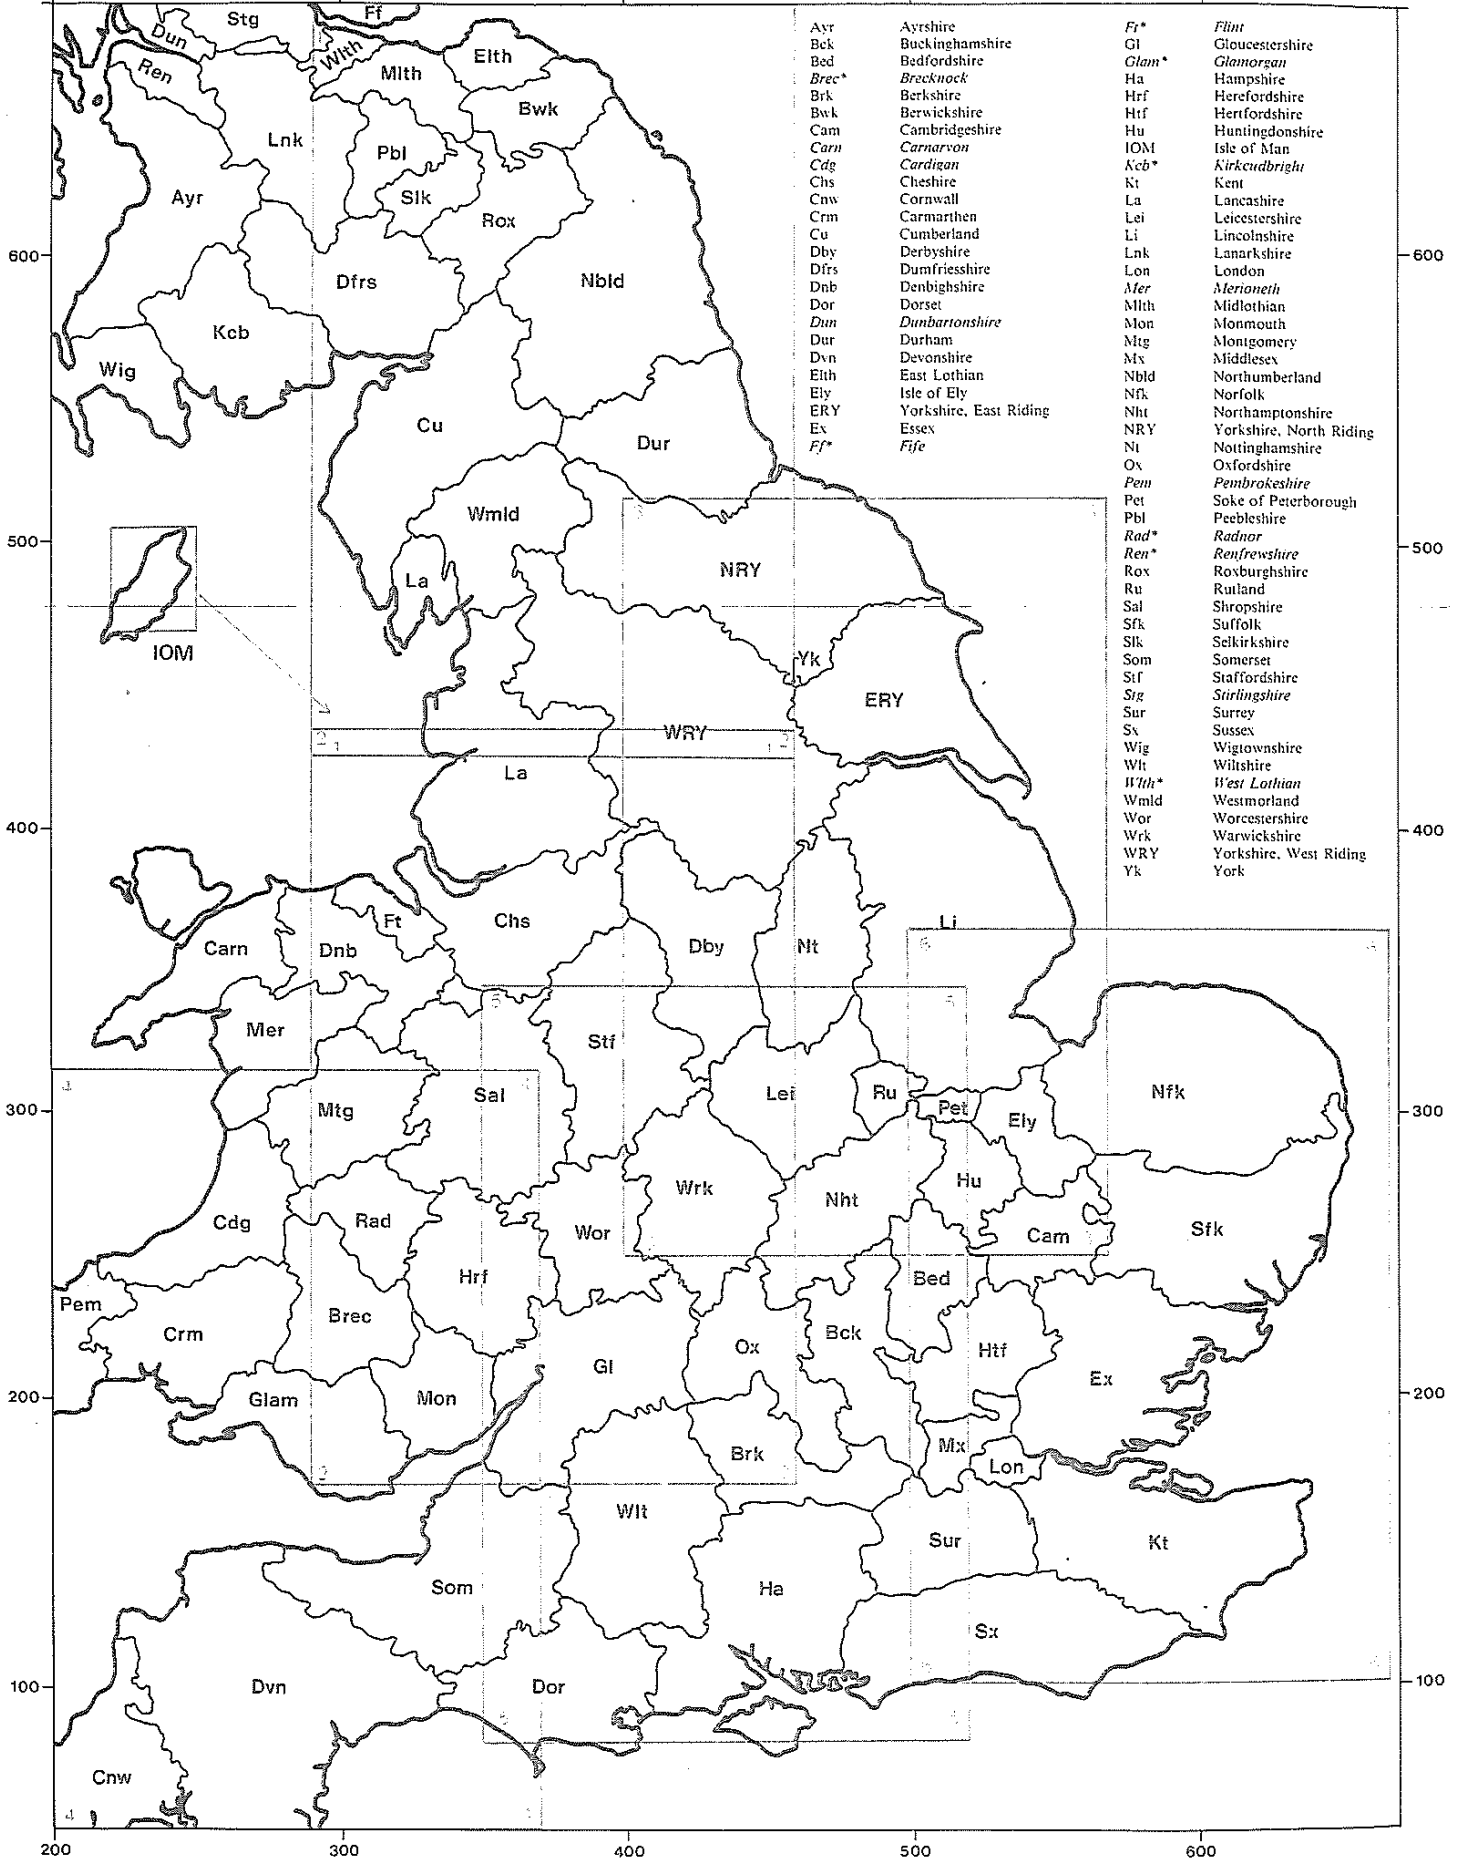 Stg
Ff
Dun
Wlth
Elth
Ren
Mlth
Bwk
Lnk
Pbl
Slk
Ayr
Rox
Dfrs
Nbld
Kcb
Wig
Cu
Dur
Wmld
La
NRY
IOM
Yk
ERY
WRY
La
Chs
Ft
Carn
Dnb
Dby
Nt
Li
Mer
Stf
Mtg
Sal
Lei
Ru
Pet
Ely
Nfk
Cdg
Rad
Wor
Wrk
Nht
Hu
Cam
Sfk
Hrf
Bed
Pem
Crm
Brec
Gl
Ox
Bck
Htf
Ex
Glam
Mon
Brk
Mx
Lon
Wlt
Sur
Kt
Som
Ha
Sx
Dvn
Dor
Cnw
Ayr Ayrshire
Bck Buckinghamshire
Bed Bedfordshire
Brec* Brecknock
Brk Berkshire
Bwk Berwickshire
Cam Cambridgeshire
Carn Carnarvon
Cdg Cardigan
Chs Cheshire
Cnw Cornwall
Crm Carmarthen
Cu Cumberland
Dby Derbyshire
Dfrs Dumfriesshire
Dnb Denbighshire
Dor Dorset
Dun Dunbartonshire
Dur Durham
Dvn Devonshire
Elth East Lothian
Ely Isle of Ely
ERY Yorkshire, East Riding
Ex Essex
Ff* Fife
Ft* Flint
Gl Gloucestershire
Glam* Glamorgan
Ha Hampshire
Hrf Herefordshire
Htf Hertfordshire
Hu Huntingdonshire
IOM Isle of Man
Kcb* Kirkcudbright
Kt Kent
La Lancashire
Lei Leicestershire
Li Lincolnshire
Lnk Lanarkshire
Lon London
Mer Merioneth
Mlth Midlothian
Mon Monmouth
Mtg Montgomery
Mx Middlesex
Nbld Northumberland
Nfk Norfolk
Nht Northamptonshire
NRY Yorkshire, North Riding
Nt Nottinghamshire
Ox Oxfordshire
Pem Pembrokeshire
Pet Soke of Peterborough
Pbl Peebleshire
Rad* Radnor
Ren* Renfrewshire
Rox Roxburghshire
Ru Rutland
Sal Shropshire
Sfk Suffolk
Slk Selkirkshire
Som Somerset
Stf Staffordshire
Stg Stirlingshire
Sur Surrey
Sx Sussex
Wig Wigtownshire
Wlt Wiltshire
Wlth* West Lothian
Wmld Westmorland
Wor Worcestershire
Wrk Warwickshire
WRY Yorkshire, West Riding
Yk York
600
500
400
300
200
100
600
500
400
300
200
100
200 300 400 500 600